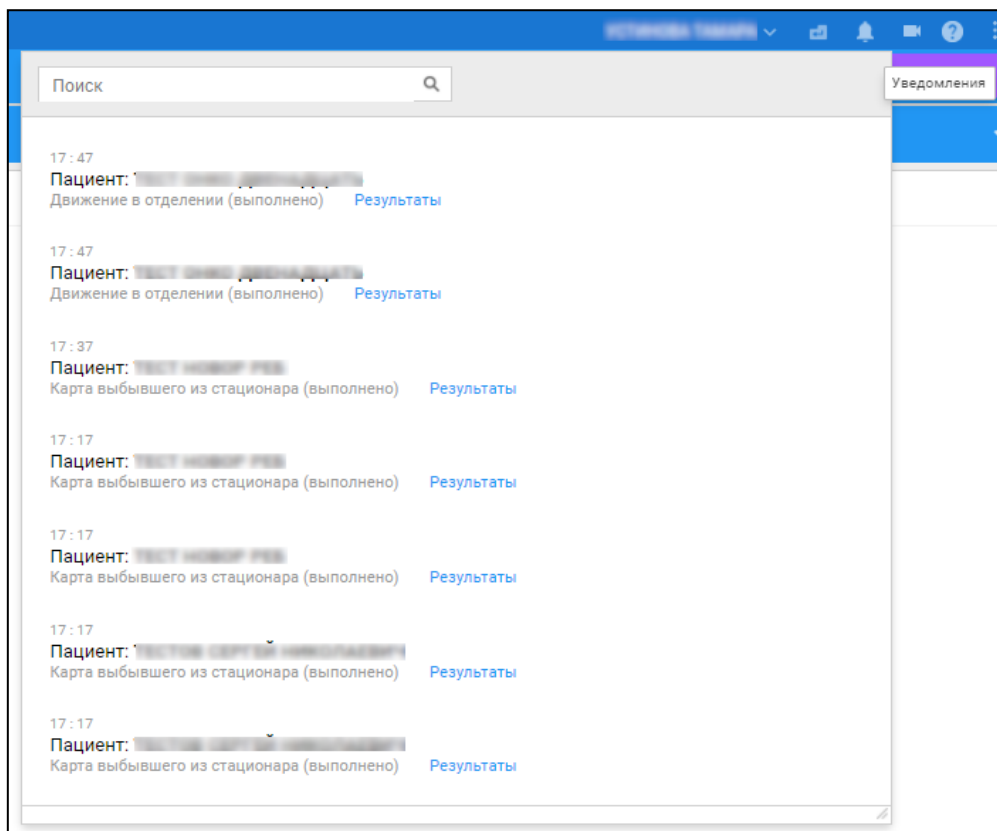 Поиск
Уведомления
17:47
Пациент:
Движение в отделении (выполнено) Результаты
17:47
Пациент:
Движение в отделении (выполнено) Результаты
17:37
Пациент:
Карта выбывшего из стационара (выполнено) Результаты
17:17
Пациент:
Карта выбывшего из стационара (выполнено) Результаты
17:17
Пациент:
Карта выбывшего из стационара (выполнено) Результаты
17:17
Пациент:
Карта выбывшего из стационара (выполнено) Результаты
17:17
Пациент:
Карта выбывшего из стационара (выполнено) Результаты